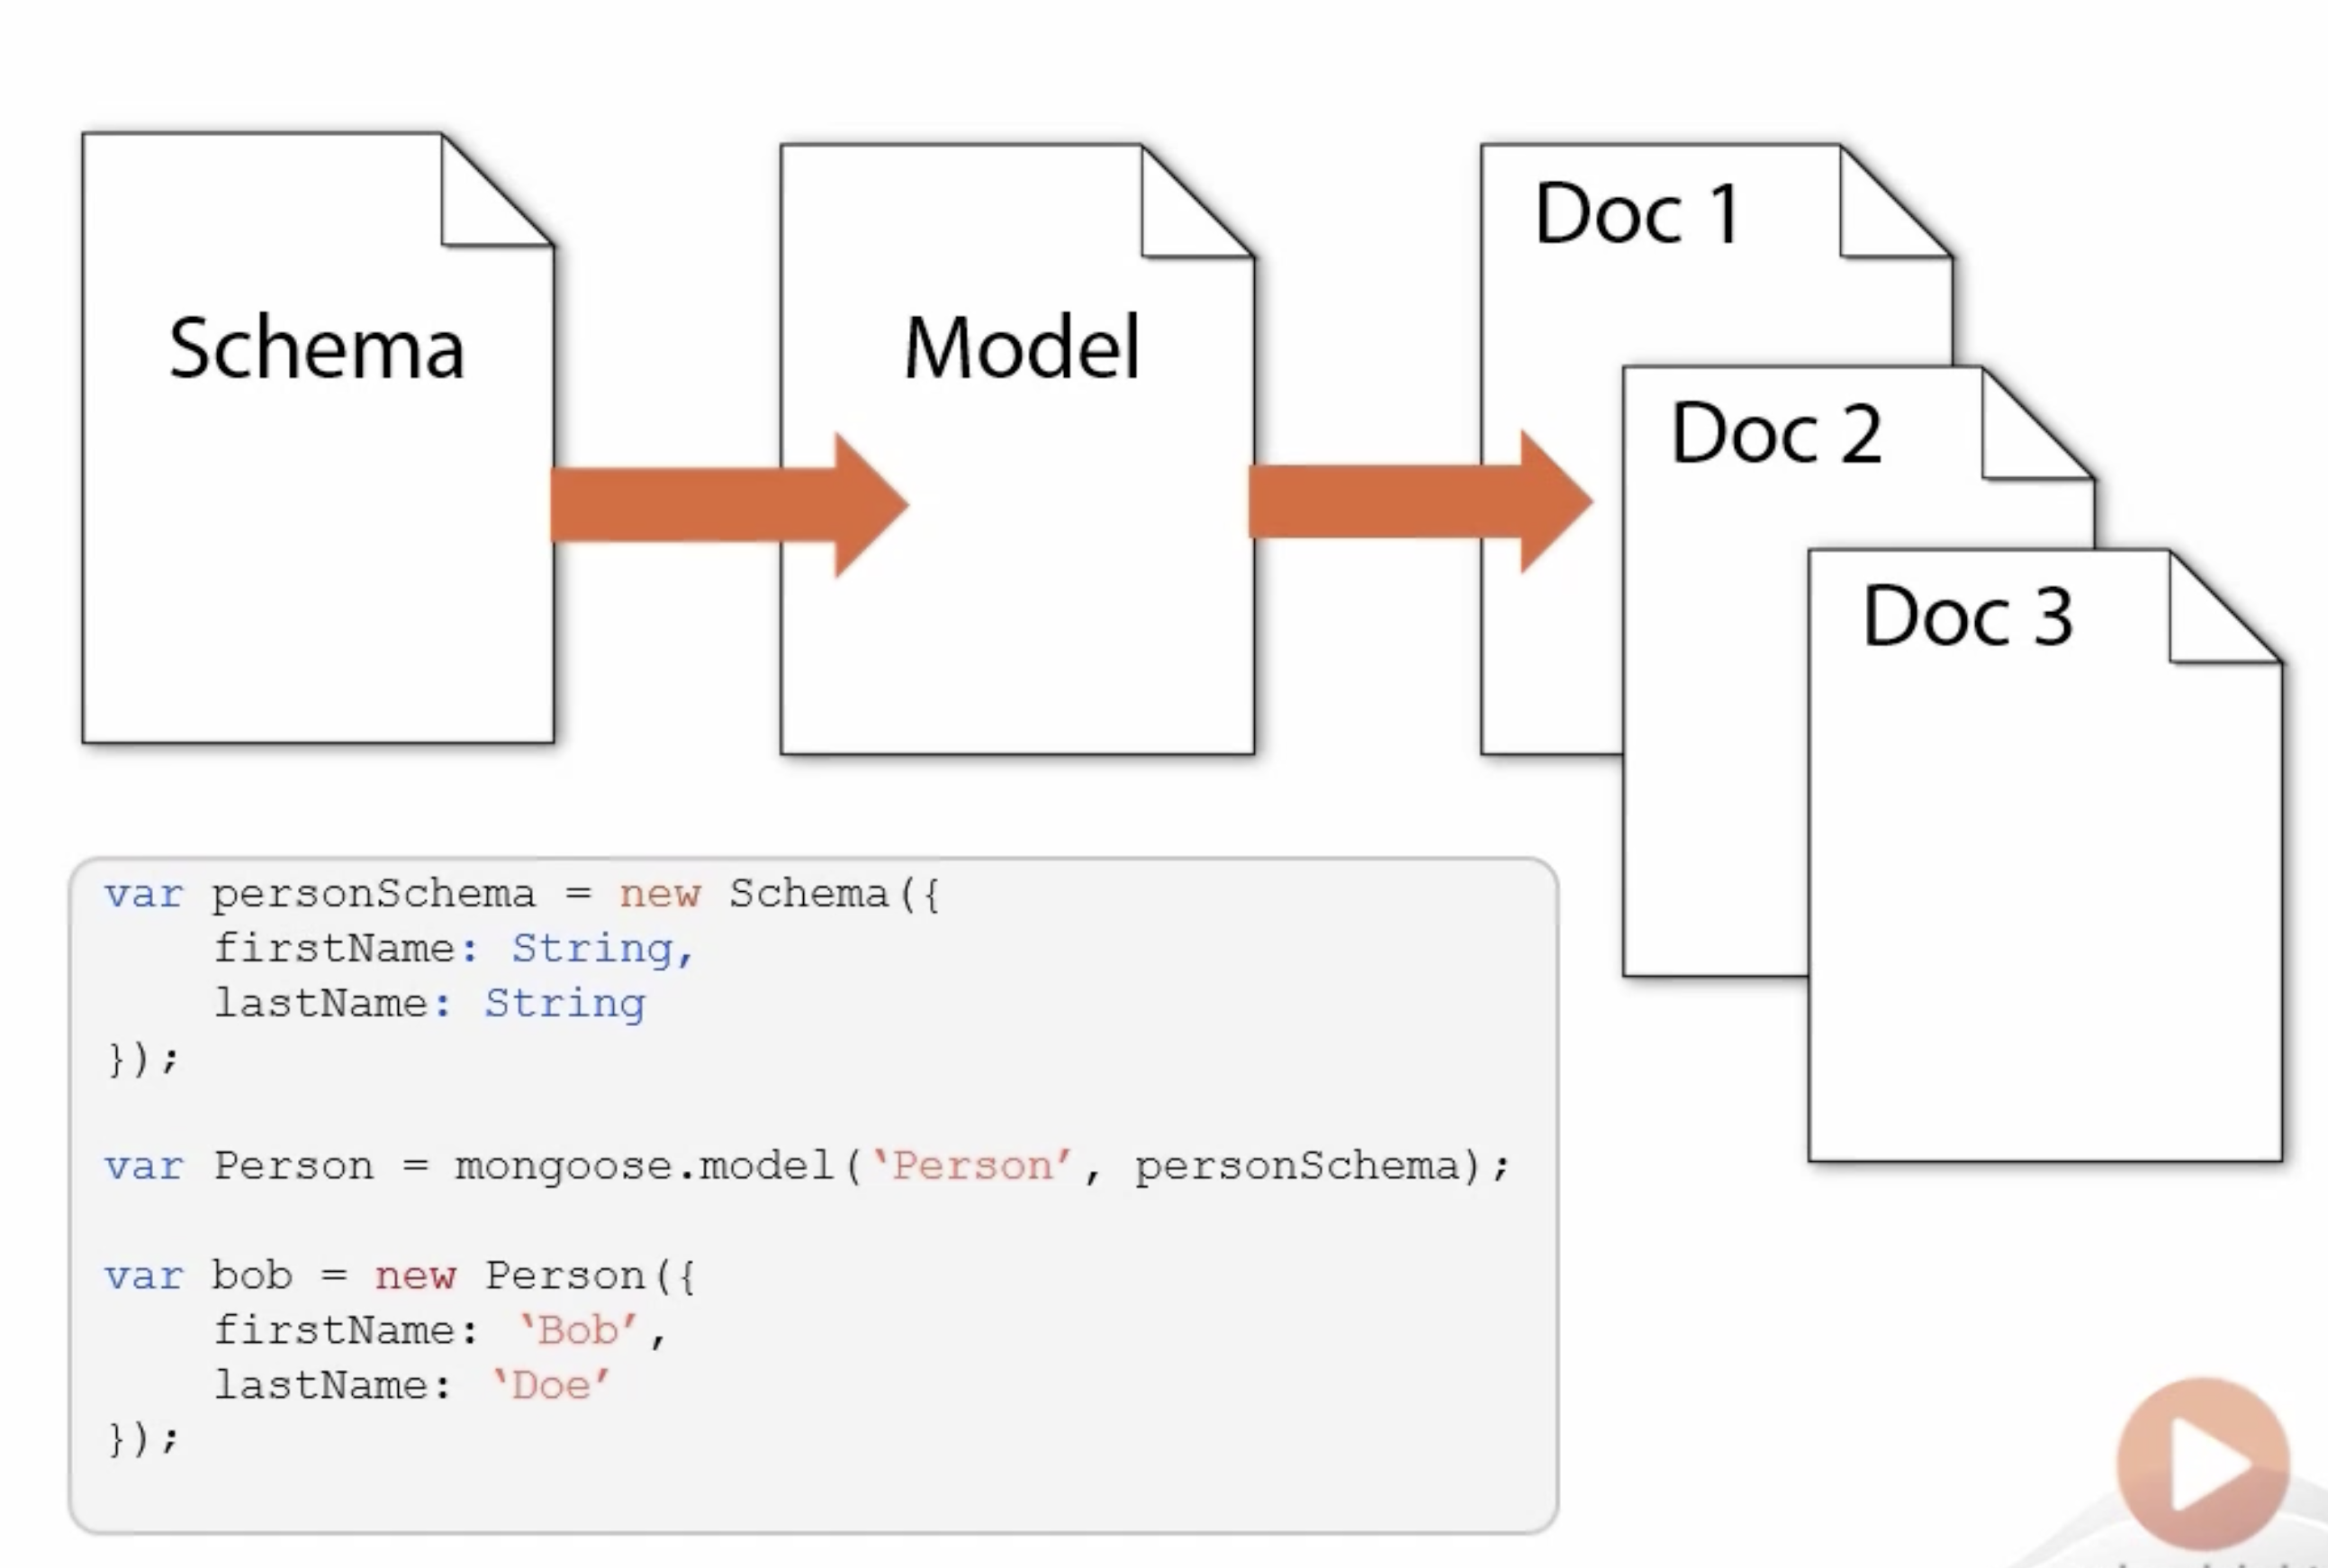 Schema
Model
Doc 1
Doc 2
Doc 3
var personSchema = new Schema({
    firstName: String,
    lastName: String
});
var Person = mongoose.model(‘Person’, personSchema);
var bob = new Person({
    firstName: ‘Bob’,
    lastName: ‘Doe’
});